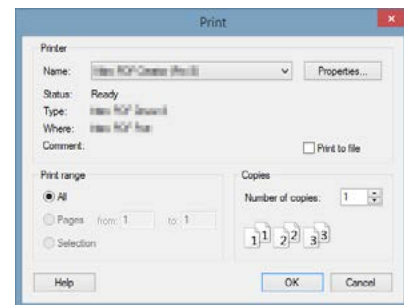 Print
Printer
Name:
Properties...
Status: Ready
Type:
Where:
Comment:
Print to file
Print range
All
Pages from: 1 to: 1
Selection
Copies
Number of copies: 1
1 1 2 2 3 3
Help
OK
Cancel